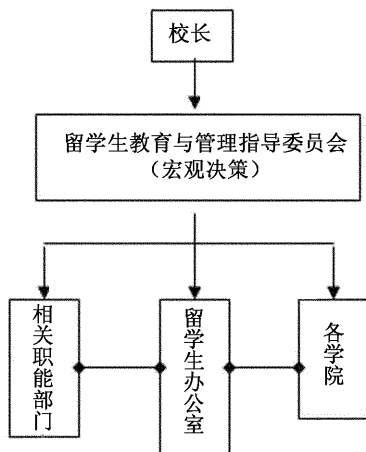 校长
留学生教育与管理指导委员会
（宏观决策）
相关职能部门
留学生办公室
各学院